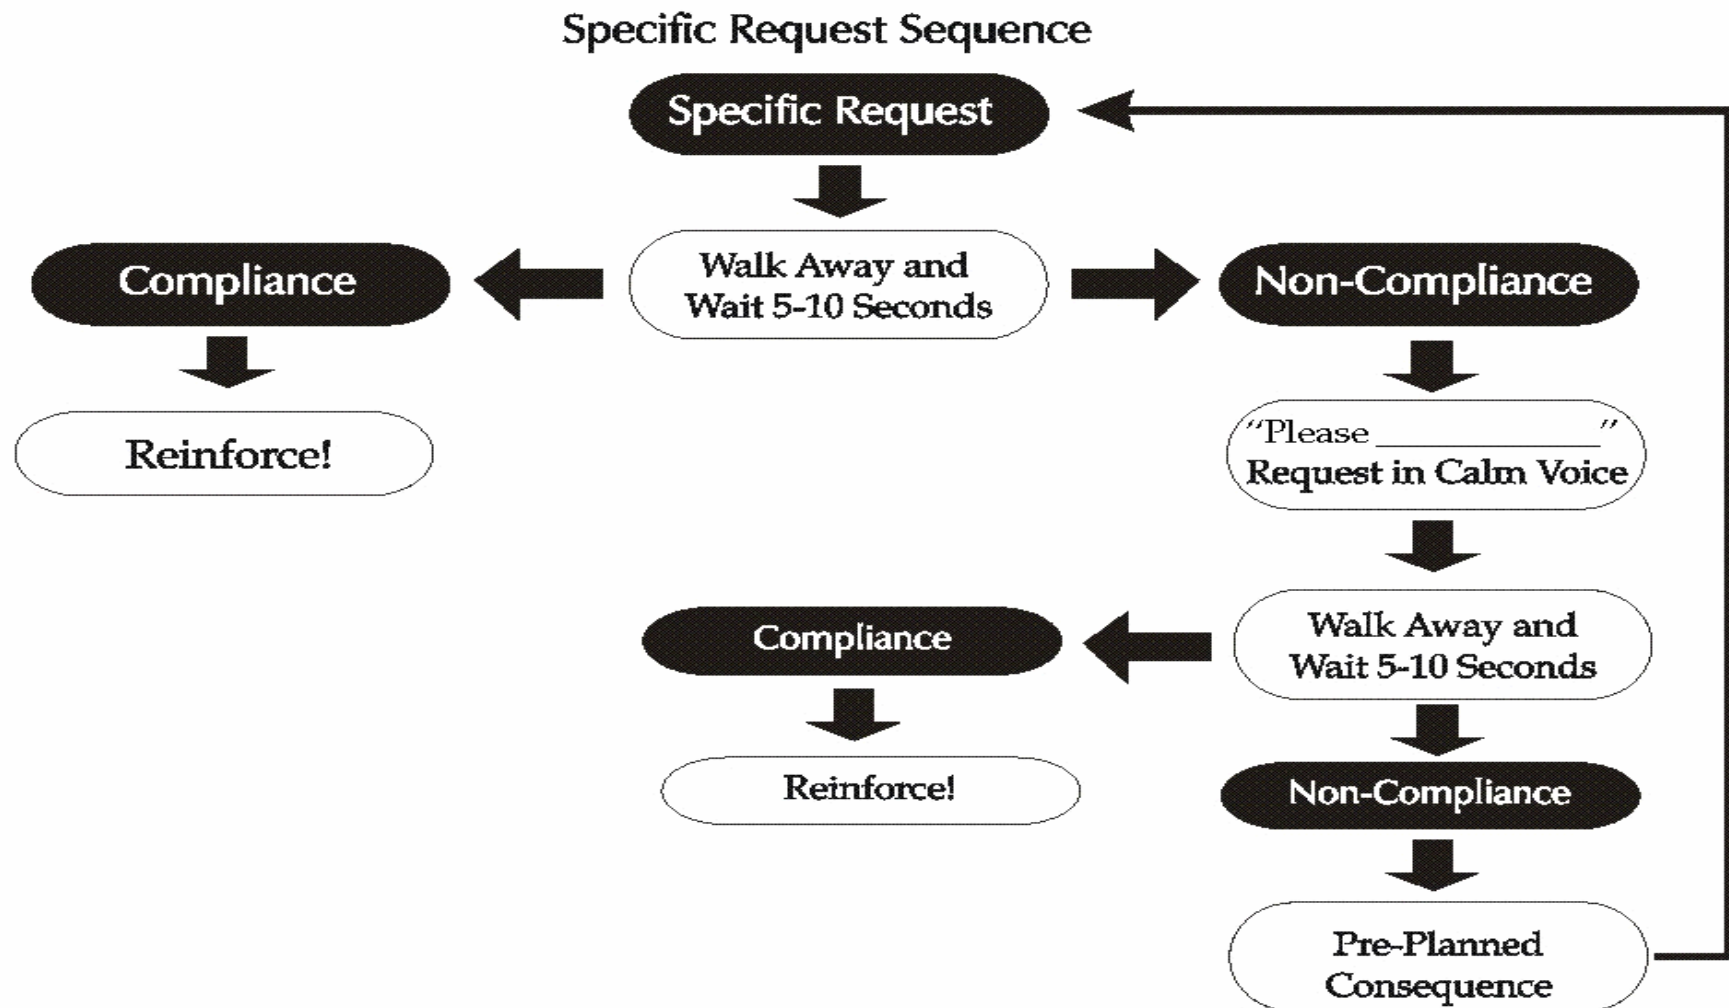 Specific Request Sequence
Specific Request
Compliance
Walk Away and
Wait 5-10 Seconds
Non-Compliance
Reinforce!
"Please ____________"
Request in Calm Voice
Compliance
Walk Away and
Wait 5-10 Seconds
Reinforce!
Non-Compliance
Pre-Planned
Consequence